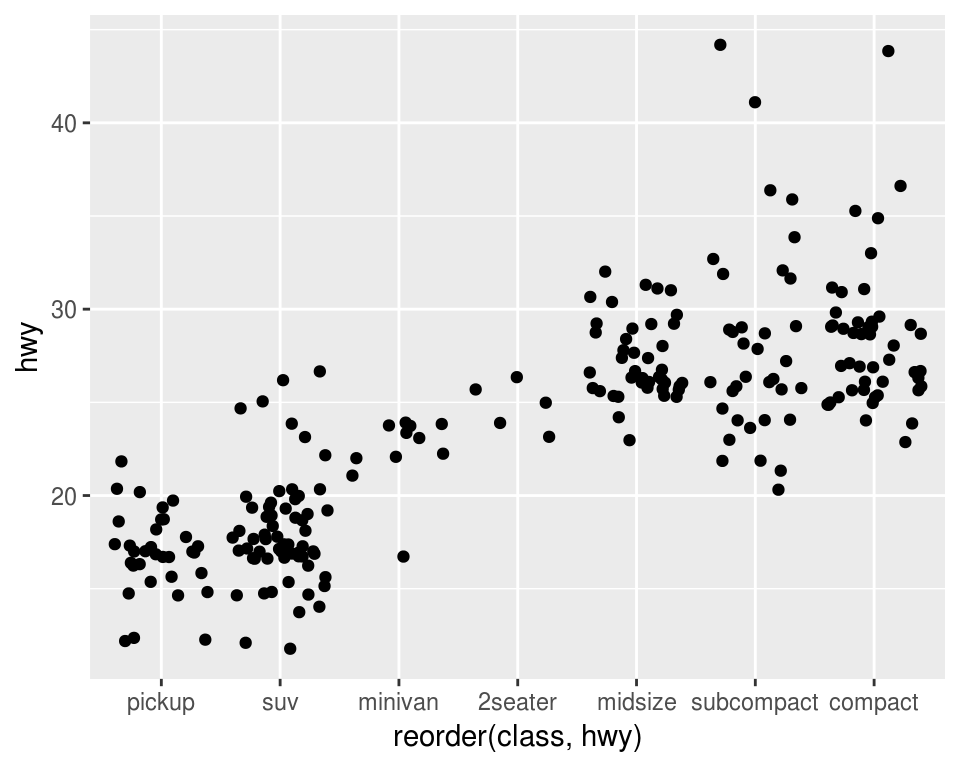 hwy
40
30
20
pickup suv minivan 2seater midsize subcompact compact
reorder(class, hwy)